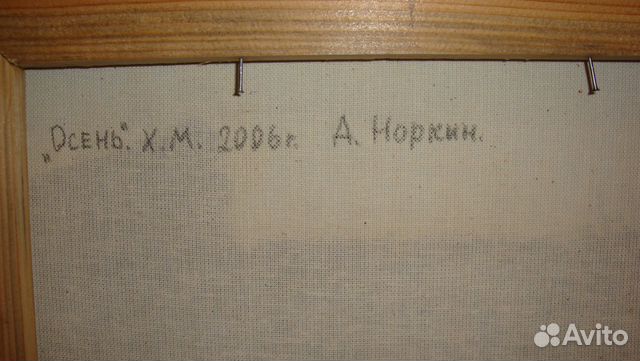 „Осень". Х.М. 2006г. Д. Норкин.
Avito